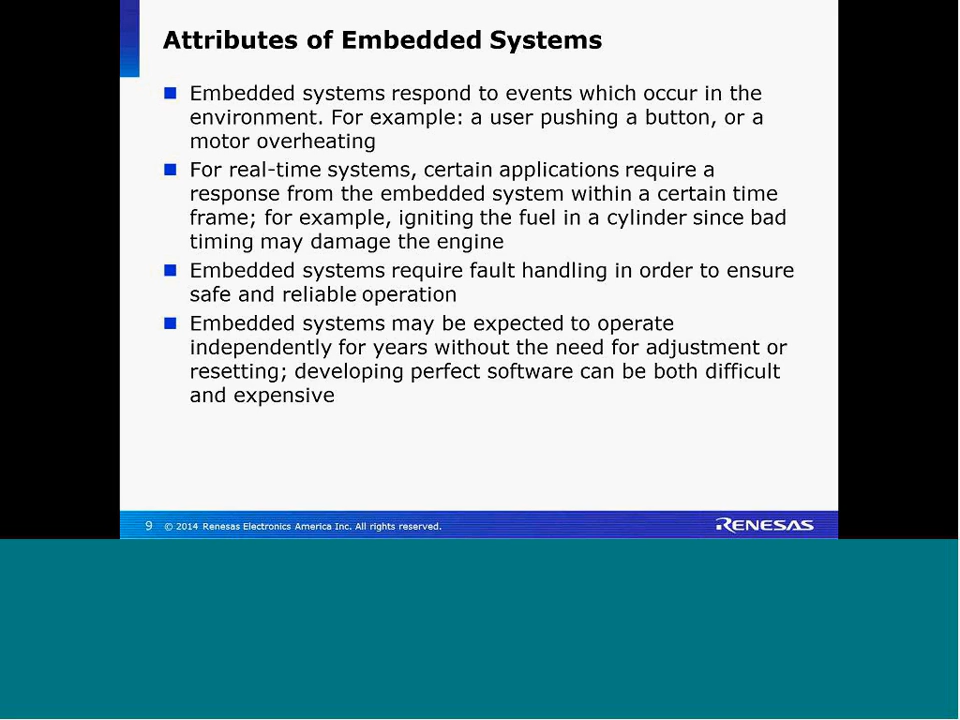 Attributes of Embedded Systems
Embedded systems respond to events which occur in the
environment. For example: a user pushing a button, or a
motor overheating
For real-time systems, certain applications require a
response from the embedded system within a certain time
frame; for example, igniting the fuel in a cylinder since bad
timing may damage the engine
Embedded systems require fault handling in order to ensure
safe and reliable operation
Embedded systems may be expected to operate
independently for years without the need for adjustment or
resetting; developing perfect software can be both difficult
and expensive
9 © 2014 Renesas Electronics America Inc. All rights reserved.
RENESAS